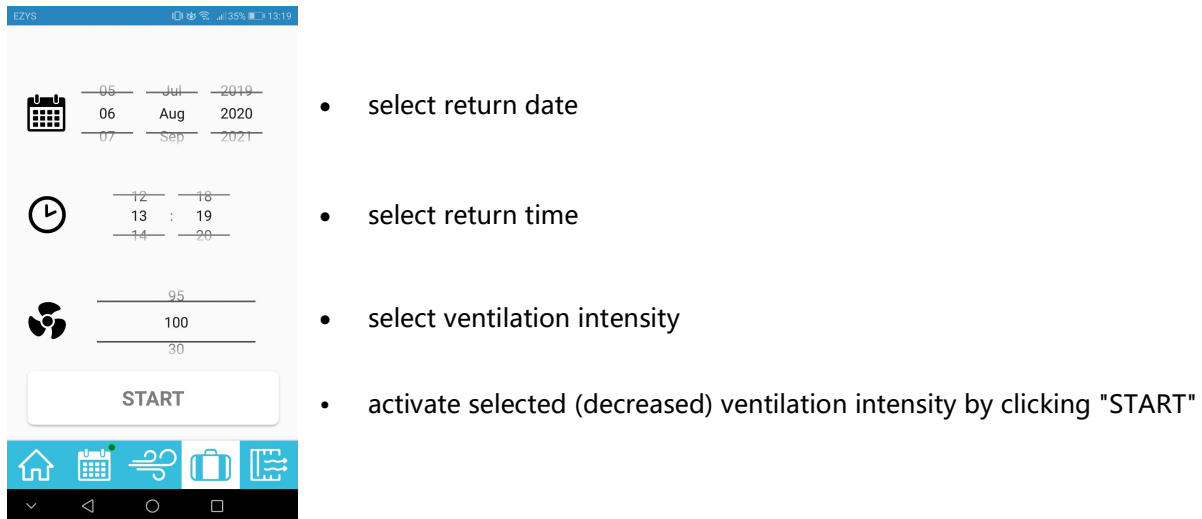 EZYS 35% 13:19
05 Jul 2019
06 Aug 2020
07 Sep 2021
• select return date
12 18
13 : 19
14 20
• select return time
95
100
30
• select ventilation intensity
START
• activate selected (decreased) ventilation intensity by clicking "START"